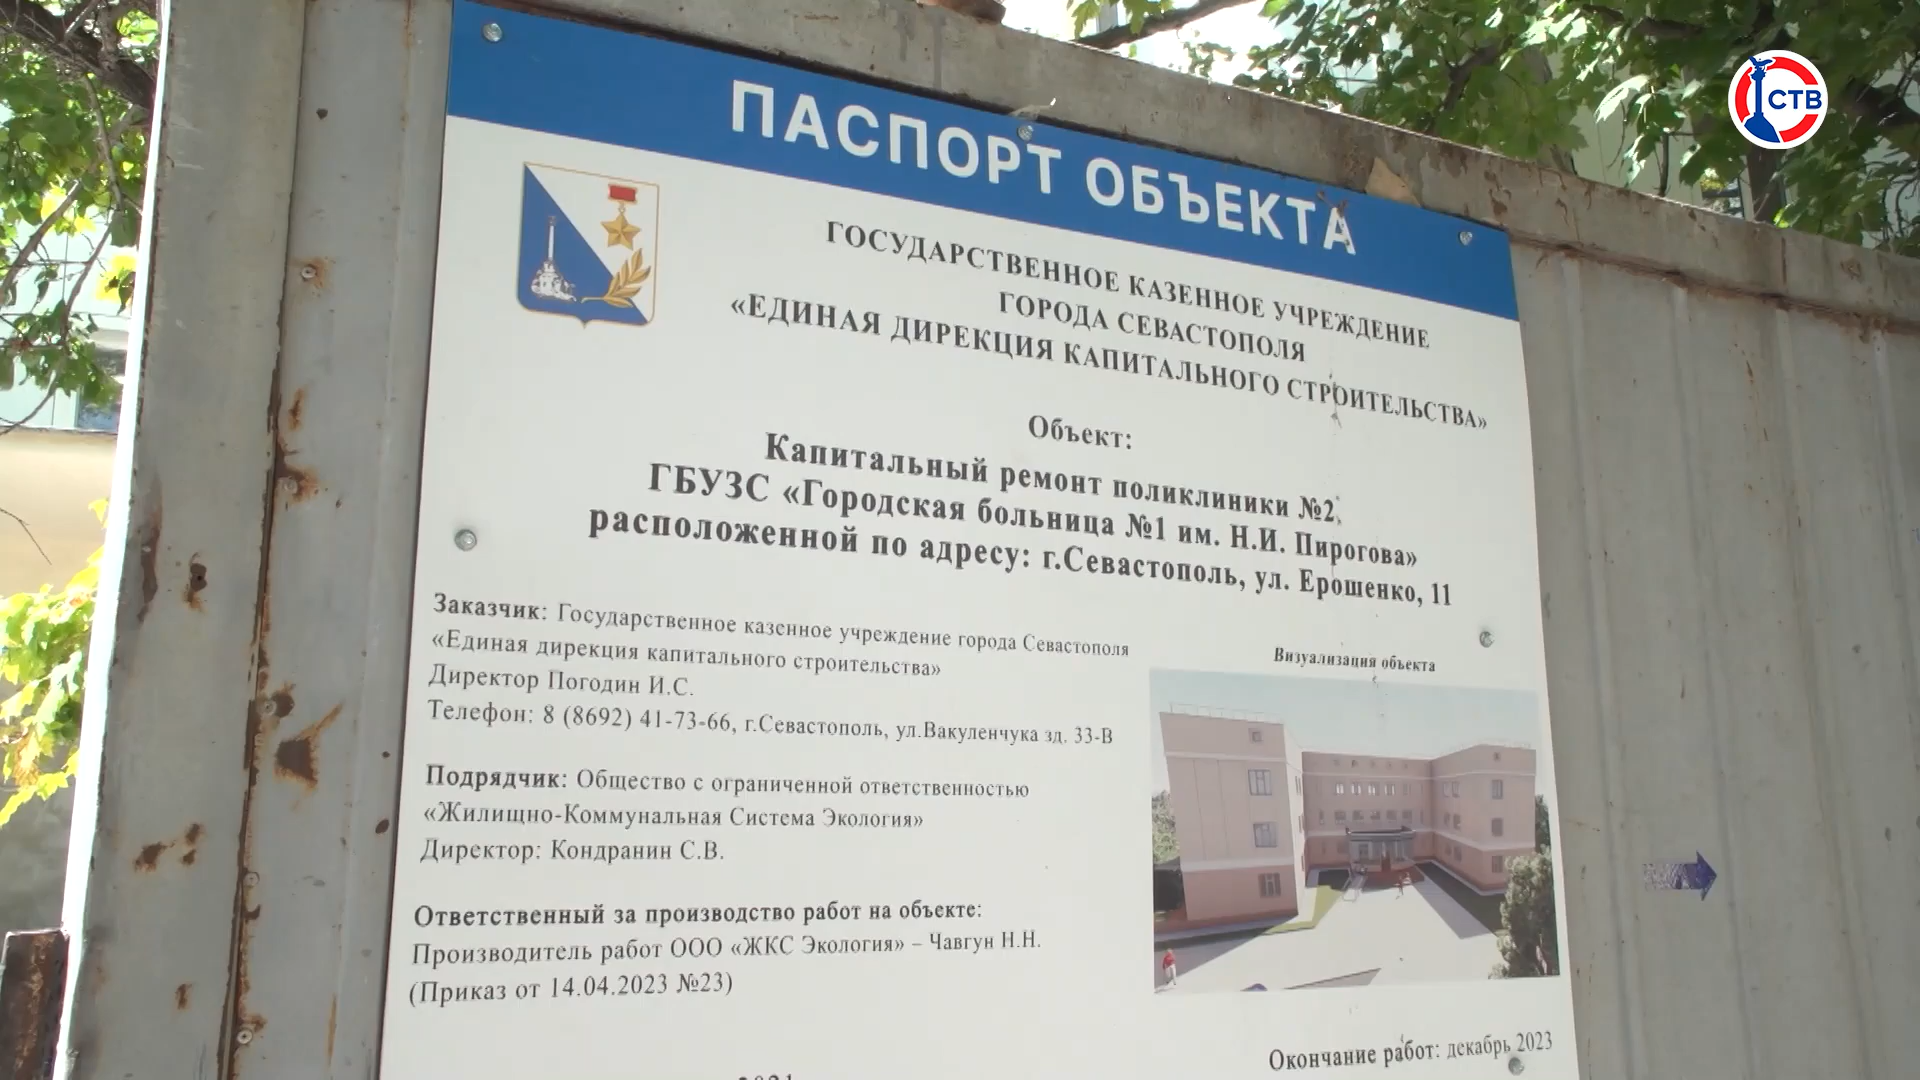 СТВ
ПАСПОРТ ОБЪЕКТА
ГОСУДАРСТВЕННОЕ КАЗЕННОЕ УЧРЕЖДЕНИЕ
ГОРОДА СЕВАСТОПОЛЯ
«ЕДИНАЯ ДИРЕКЦИЯ КАПИТАЛЬНОГО СТРОИТЕЛЬСТВА»
Объект:
Капитальный ремонт поликлиники №2,
ГБУЗС «Городская больница №1 им. Н.И. Пирогова»
расположенной по адресу: г.Севастополь, ул. Ерошенко, 11
Заказчик: Государственное казенное учреждение города Севастополя
«Единая дирекция капитального строительства»
Директор Погодин И.С.
Телефон: 8 (8692) 41-73-66, г.Севастополь, ул.Вакуленчука зд. 33-В
Подрядчик: Общество с ограниченной ответственностью
«Жилищно-Коммунальная Система Экология»
Директор: Кондранин С.В.
Ответственный за производство работ на объекте:
Производитель работ ООО «ЖКС Экология» – Чавгун Н.Н.
(Приказ от 14.04.2023 №23)
Визуализация объекта
Окончание работ: декабрь 2023